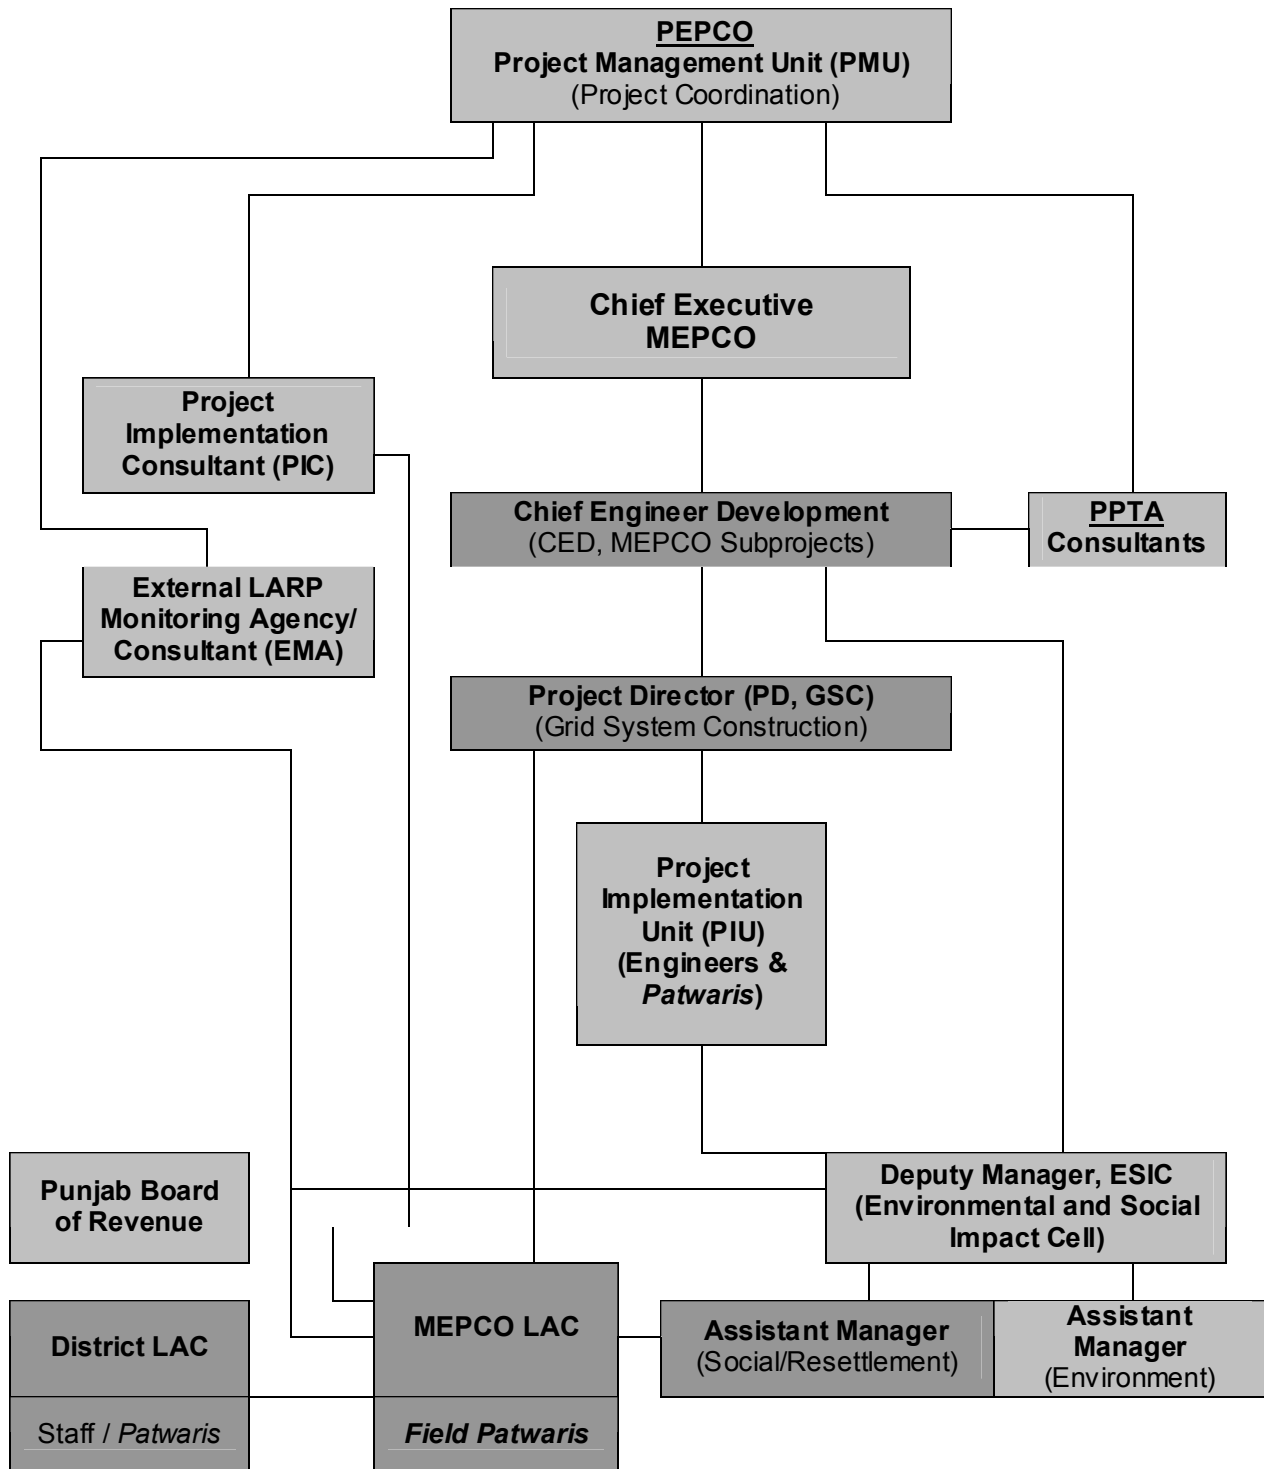 PEPCO
Project Management Unit (PMU)
(Project Coordination)
Chief Executive
MEPCO
Project
Implementation
Consultant (PIC)
Chief Engineer Development
(CED, MEPCO Subprojects)
PPTA
Consultants
External LARP
Monitoring Agency/
Consultant (EMA)
Project Director (PD, GSC)
(Grid System Construction)
Project
Implementation
Unit (PIU)
(Engineers &
Patwaris)
Punjab Board
of Revenue
Deputy Manager, ESIC
(Environmental and Social
Impact Cell)
District LAC
MEPCO LAC
Assistant Manager
(Social/Resettlement)
Assistant
Manager
(Environment)
Staff / Patwaris
Field Patwaris